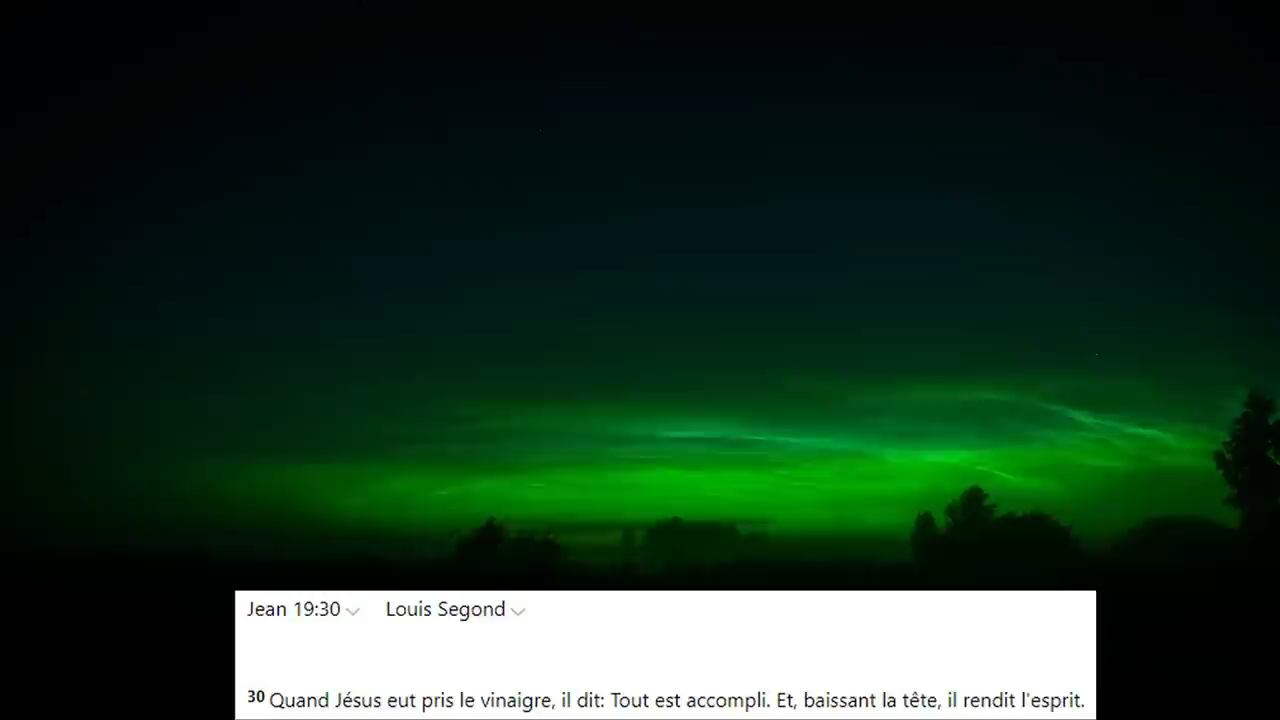 Jean 19:30 Louis Segond
30 Quand Jésus eut pris le vinaigre, il dit: Tout est accompli. Et, baissant la tête, il rendit l'esprit.